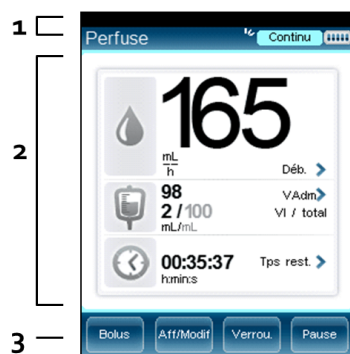 1
Perfuse Continu
2
165
mL
h
Déb.
98 VAdm
2 / 100 VI / total
mL/mL
00:35:37 Tps rest.
h:min:s
3
Bolus Aff/Modif Verrou. Pause